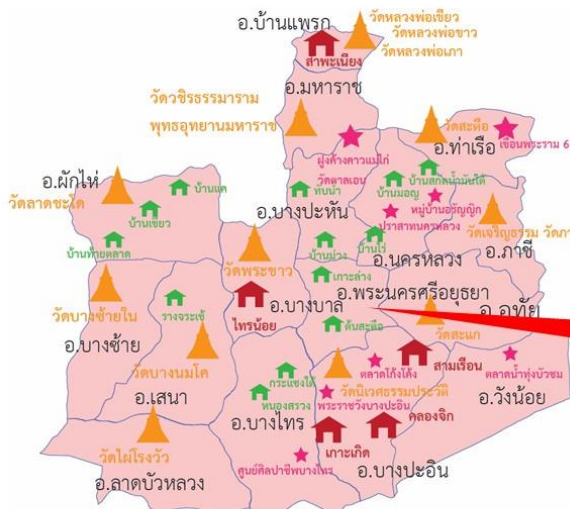 อ.บ้านแพรก
วัดหลวงพ่อเขียว
วัดหลวงพ่อขาว
วัดหลวงพ่อเภา
สำพะเนียง
อ.มหาราช
วัดวชิรธรรมาราม
พุทธอุทยานมหาราช
ฝูงค้างคาวแม่ไก่
วัดตาลเอน
วัดสะตือ
อ.ท่าเรือ
เขื่อนพระราม 6
อ.ผักไห่
วัดลาดชะโด
บ้านแค
บ้านเขียว
บ้านท้ายตลาด
ทับน้ำ
อ.บางปะหัน
บ้านม่วง
บ้านมอญ
บ้านสกัดน้ำมันใต้
หมู่บ้านอรัญญิก
ปราสาทนครหลวง
บ้านไร่
อ.นครหลวง
วัดเจริญธรรม
อ.ภาชี
วัดพระขาว
เกาะล่าง
อ.พระนครศรีอยุธยา
อ.อุทัย
วัดบางซ้ายใน
อ.บางซ้าย
รางจระเข้
ไทรน้อย
อ.บางบาล
ต้นสะตือ
วัดสะแก
วัดบางนมโค
อ.เสนา
กระแชงใต้
หนองสรวง
อ.บางไทร
ตลาดโก้งโค้ง
สามเรือน
วัดนิเวศธรรมประวัติ
พระราชวังบางปะอิน
ตลาดน้ำทุ่งบัวชม
อ.วังน้อย
คลองจิก
วัดไผ่โรงวัว
อ.ลาดบัวหลวง
ศูนย์ศิลปาชีพบางไทร
เกาะเกิด
อ.บางปะอิน